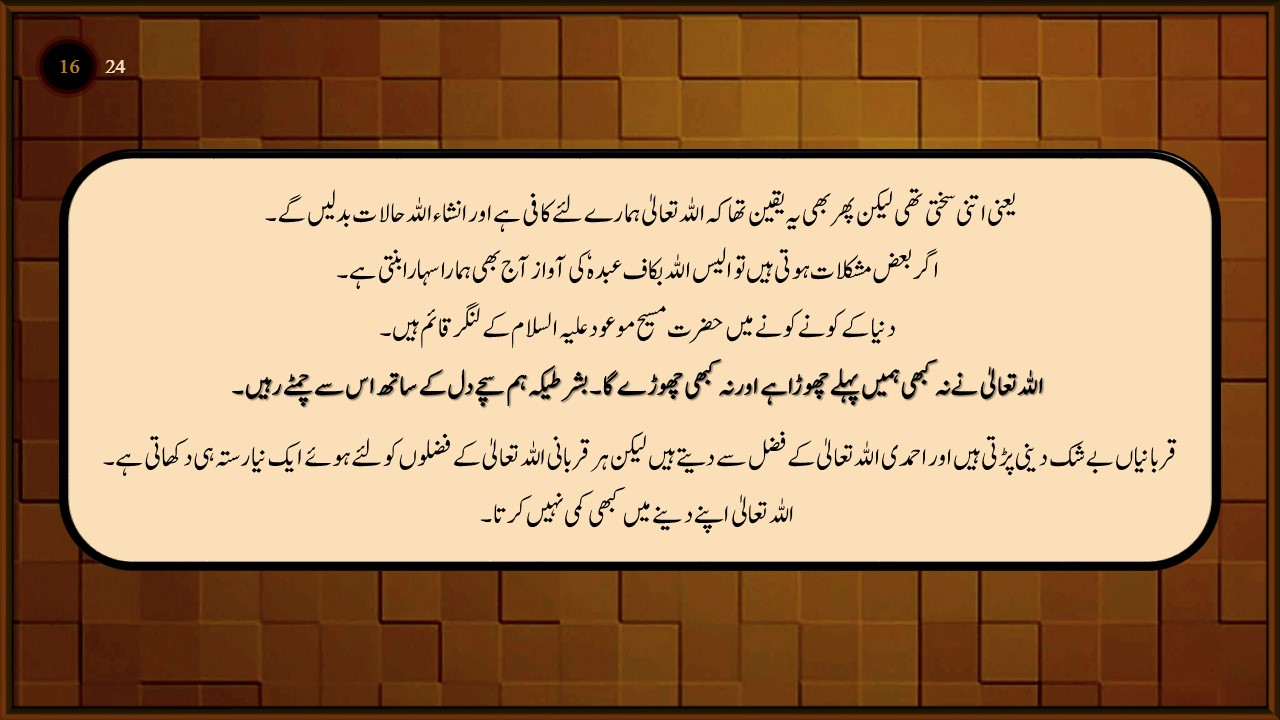 16 24
یعنی اتنی سختی تھی لیکن پھر بھی یہ یقین تھا کہ اللہ تعالیٰ ہمارے لئے کافی ہے اور انشاء اللہ حالات بدلیں گے۔
اگر بعض مشکلات ہوتی ہیں تو الیس اللہ بکاف عبدہٗ کی آواز آج بھی ہمارا سہارا بنتی ہے۔
دنیا کے کونے کونے میں حضرت مسیح موعود علیہ السلام کے لنگر قائم ہیں۔
اللہ تعالیٰ نے نہ کبھی ہمیں پہلے چھوڑا ہے اور نہ کبھی چھوڑے گا۔ بشرطیکہ ہم سچے دل کے ساتھ اس سے چمٹے رہیں۔
قربانیاں بے شک دینی پڑتی ہیں اور احمدی اللہ تعالیٰ کے فضل سے دیتے ہیں لیکن ہر قربانی اللہ تعالیٰ کے فضلوں کو لئے ہوئے ایک نیا رستہ ہی دکھاتی ہے۔
اللہ تعالیٰ اپنے دینے میں کبھی کمی نہیں کرتا۔